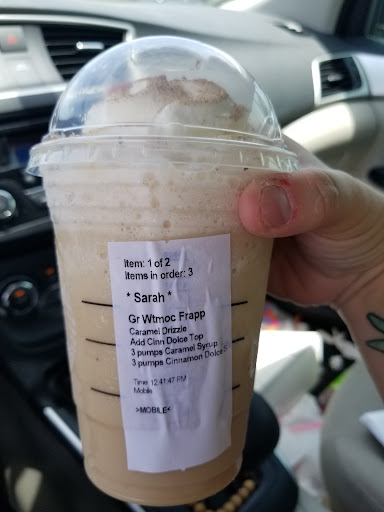 Item: 1 of 2
Items in order: 3
* Sarah *
Gr Wtmoc Frapp
Caramel Drizzle
Add Cinn Dolce Top
3 pumps Caramel Syrup
3 pumps Cinnamon Dolce S
Time: 12:41:47 PM
Mobile
>MOBILE<